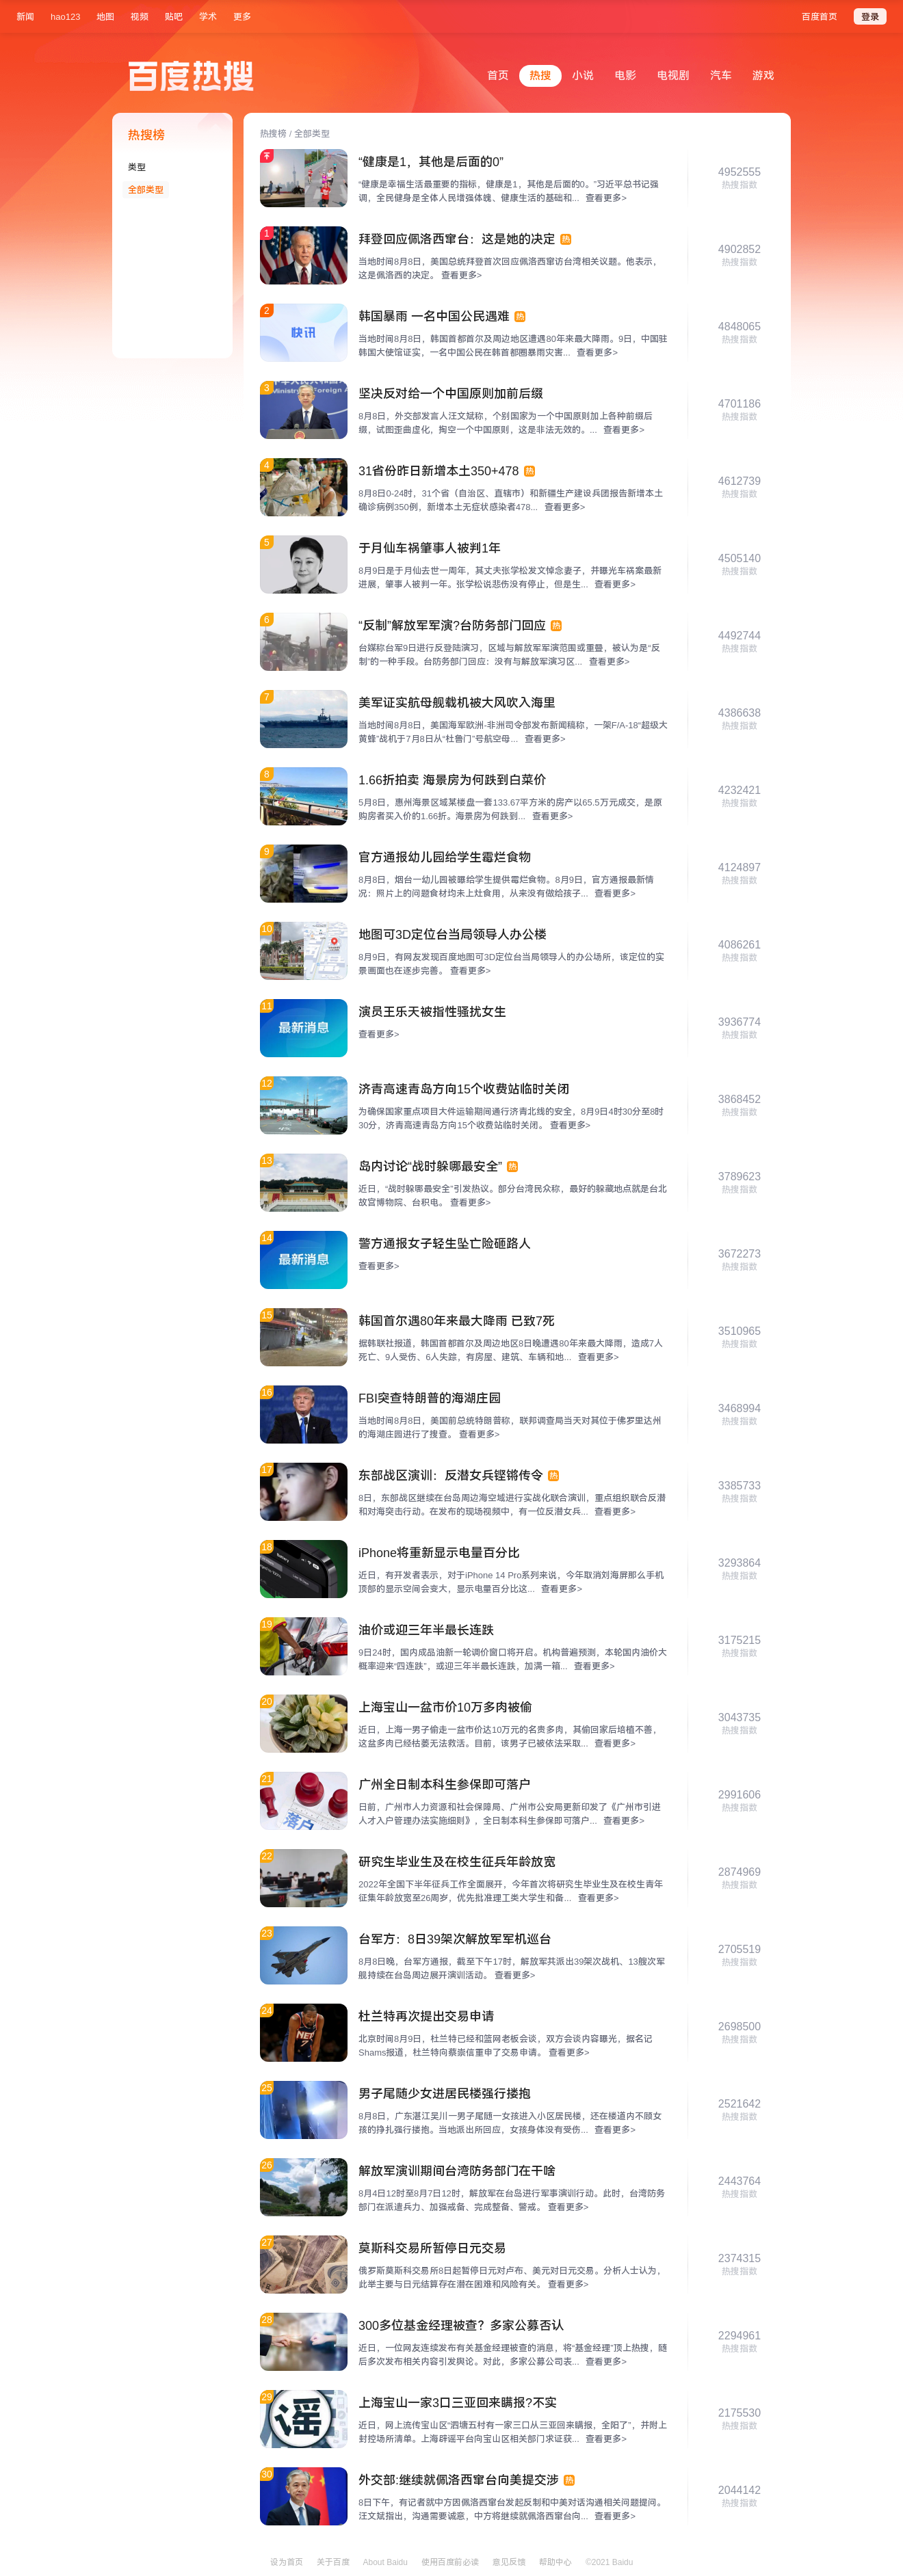 新闻 hao123 地图 视频 贴吧 学术 更多 百度首页 登录
百度热搜
首页 热搜 小说 电影 电视剧 汽车 游戏
热搜榜
类型
全部类型
热搜榜 / 全部类型
“健康是1，其他是后面的0”
“健康是幸福生活最重要的指标，健康是1，其他是后面的0。”习近平总书记强
调，全民健身是全体人民增强体魄、健康生活的基础和... 查看更多>
4952555
热搜指数
1
拜登回应佩洛西窜台：这是她的决定 热
当地时间8月8日，美国总统拜登首次回应佩洛西窜访台湾相关议题。他表示，
这是佩洛西的决定。 查看更多>
4902852
热搜指数
2
快讯
韩国暴雨 一名中国公民遇难 热
当地时间8月8日，韩国首都首尔及周边地区遭遇80年来最大降雨。9日，中国驻
韩国大使馆证实，一名中国公民在韩首都圈暴雨灾害... 查看更多>
4848065
热搜指数
3
坚决反对给一个中国原则加前后缀
8月8日，外交部发言人汪文斌称，个别国家为一个中国原则加上各种前缀后
缀，试图歪曲虚化，掏空一个中国原则，这是非法无效的。... 查看更多>
4701186
热搜指数
4
31省份昨日新增本土350+478 热
8月8日0-24时，31个省（自治区、直辖市）和新疆生产建设兵团报告新增本土
确诊病例350例，新增本土无症状感染者478... 查看更多>
4612739
热搜指数
5
于月仙车祸肇事人被判1年
8月9日是于月仙去世一周年，其丈夫张学松发文悼念妻子，并曝光车祸案最新
进展，肇事人被判一年。张学松说悲伤没有停止，但是生... 查看更多>
4505140
热搜指数
6
“反制”解放军军演?台防务部门回应 热
台媒称台军9日进行反登陆演习，区域与解放军军演范围或重叠，被认为是“反
制”的一种手段。台防务部门回应：没有与解放军演习区... 查看更多>
4492744
热搜指数
7
美军证实航母舰载机被大风吹入海里
当地时间8月8日，美国海军欧洲-非洲司令部发布新闻稿称，一架F/A-18“超级大
黄蜂”战机于7月8日从“杜鲁门”号航空母... 查看更多>
4386638
热搜指数
8
1.66折拍卖 海景房为何跌到白菜价
5月8日，惠州海景区域某楼盘一套133.67平方米的房产以65.5万元成交，是原
购房者买入价的1.66折。海景房为何跌到... 查看更多>
4232421
热搜指数
9
官方通报幼儿园给学生霉烂食物
8月8日，烟台一幼儿园被曝给学生提供霉烂食物。8月9日，官方通报最新情
况：照片上的问题食材均未上灶食用，从来没有做给孩子... 查看更多>
4124897
热搜指数
10
地图可3D定位台当局领导人办公楼
8月9日，有网友发现百度地图可3D定位台当局领导人的办公场所，该定位的实
景画面也在逐步完善。 查看更多>
4086261
热搜指数
11
最新消息
演员王乐天被指性骚扰女生
查看更多>
3936774
热搜指数
12
济青高速青岛方向15个收费站临时关闭
为确保国家重点项目大件运输期间通行济青北线的安全，8月9日4时30分至8时
30分，济青高速青岛方向15个收费站临时关闭。 查看更多>
3868452
热搜指数
13
岛内讨论“战时躲哪最安全” 热
近日，“战时躲哪最安全”引发热议。部分台湾民众称，最好的躲藏地点就是台北
故宫博物院、台积电。 查看更多>
3789623
热搜指数
14
最新消息
警方通报女子轻生坠亡险砸路人
查看更多>
3672273
热搜指数
15
韩国首尔遇80年来最大降雨 已致7死
据韩联社报道，韩国首都首尔及周边地区8日晚遭遇80年来最大降雨，造成7人
死亡、9人受伤、6人失踪，有房屋、建筑、车辆和地... 查看更多>
3510965
热搜指数
16
FBI突查特朗普的海湖庄园
当地时间8月8日，美国前总统特朗普称，联邦调查局当天对其位于佛罗里达州
的海湖庄园进行了搜查。 查看更多>
3468994
热搜指数
17
东部战区演训：反潜女兵铿锵传令 热
8日，东部战区继续在台岛周边海空域进行实战化联合演训，重点组织联合反潜
和对海突击行动。在发布的现场视频中，有一位反潜女兵... 查看更多>
3385733
热搜指数
18
iPhone将重新显示电量百分比
近日，有开发者表示，对于iPhone 14 Pro系列来说，今年取消刘海屏那么手机
顶部的显示空间会变大，显示电量百分比这... 查看更多>
3293864
热搜指数
19
油价或迎三年半最长连跌
9日24时，国内成品油新一轮调价窗口将开启。机构普遍预测，本轮国内油价大
概率迎来“四连跌”，或迎三年半最长连跌，加满一箱... 查看更多>
3175215
热搜指数
20
上海宝山一盆市价10万多肉被偷
近日，上海一男子偷走一盆市价达10万元的名贵多肉，其偷回家后培植不善，
这盆多肉已经枯萎无法救活。目前，该男子已被依法采取... 查看更多>
3043735
热搜指数
21
落户
广州全日制本科生参保即可落户
日前，广州市人力资源和社会保障局、广州市公安局更新印发了《广州市引进
人才入户管理办法实施细则》，全日制本科生参保即可落户... 查看更多>
2991606
热搜指数
22
研究生毕业生及在校生征兵年龄放宽
2022年全国下半年征兵工作全面展开，今年首次将研究生毕业生及在校生青年
征集年龄放宽至26周岁，优先批准理工类大学生和备... 查看更多>
2874969
热搜指数
23
台军方：8日39架次解放军军机巡台
8月8日晚，台军方通报，截至下午17时，解放军共派出39架次战机、13艘次军
舰持续在台岛周边展开演训活动。 查看更多>
2705519
热搜指数
24
杜兰特再次提出交易申请
北京时间8月9日，杜兰特已经和篮网老板会谈，双方会谈内容曝光，据名记
Shams报道，杜兰特向蔡崇信重申了交易申请。 查看更多>
2698500
热搜指数
25
男子尾随少女进居民楼强行搂抱
8月8日，广东湛江吴川一男子尾随一女孩进入小区居民楼，还在楼道内不顾女
孩的挣扎强行搂抱。当地派出所回应，女孩身体没有受伤... 查看更多>
2521642
热搜指数
26
解放军演训期间台湾防务部门在干啥
8月4日12时至8月7日12时，解放军在台岛进行军事演训行动。此时，台湾防务
部门在派遣兵力、加强戒备、完成整备、警戒。 查看更多>
2443764
热搜指数
27
莫斯科交易所暂停日元交易
俄罗斯莫斯科交易所8日起暂停日元对卢布、美元对日元交易。分析人士认为，
此举主要与日元结算存在潜在困难和风险有关。 查看更多>
2374315
热搜指数
28
300多位基金经理被查？多家公募否认
近日，一位网友连续发布有关基金经理被查的消息，将“基金经理”顶上热搜，随
后多次发布相关内容引发舆论。对此，多家公募公司表... 查看更多>
2294961
热搜指数
29
谣
上海宝山一家3口三亚回来瞒报?不实
近日，网上流传宝山区“泗塘五村有一家三口从三亚回来瞒报，全阳了”，并附上
封控场所清单。上海辟谣平台向宝山区相关部门求证获... 查看更多>
2175530
热搜指数
30
外交部:继续就佩洛西窜台向美提交涉 热
8日下午，有记者就中方因佩洛西窜台发起反制和中美对话沟通相关问题提问。
汪文斌指出，沟通需要诚意，中方将继续就佩洛西窜台向... 查看更多>
2044142
热搜指数
设为首页 关于百度 About Baidu 使用百度前必读 意见反馈 帮助中心 ©2021 Baidu